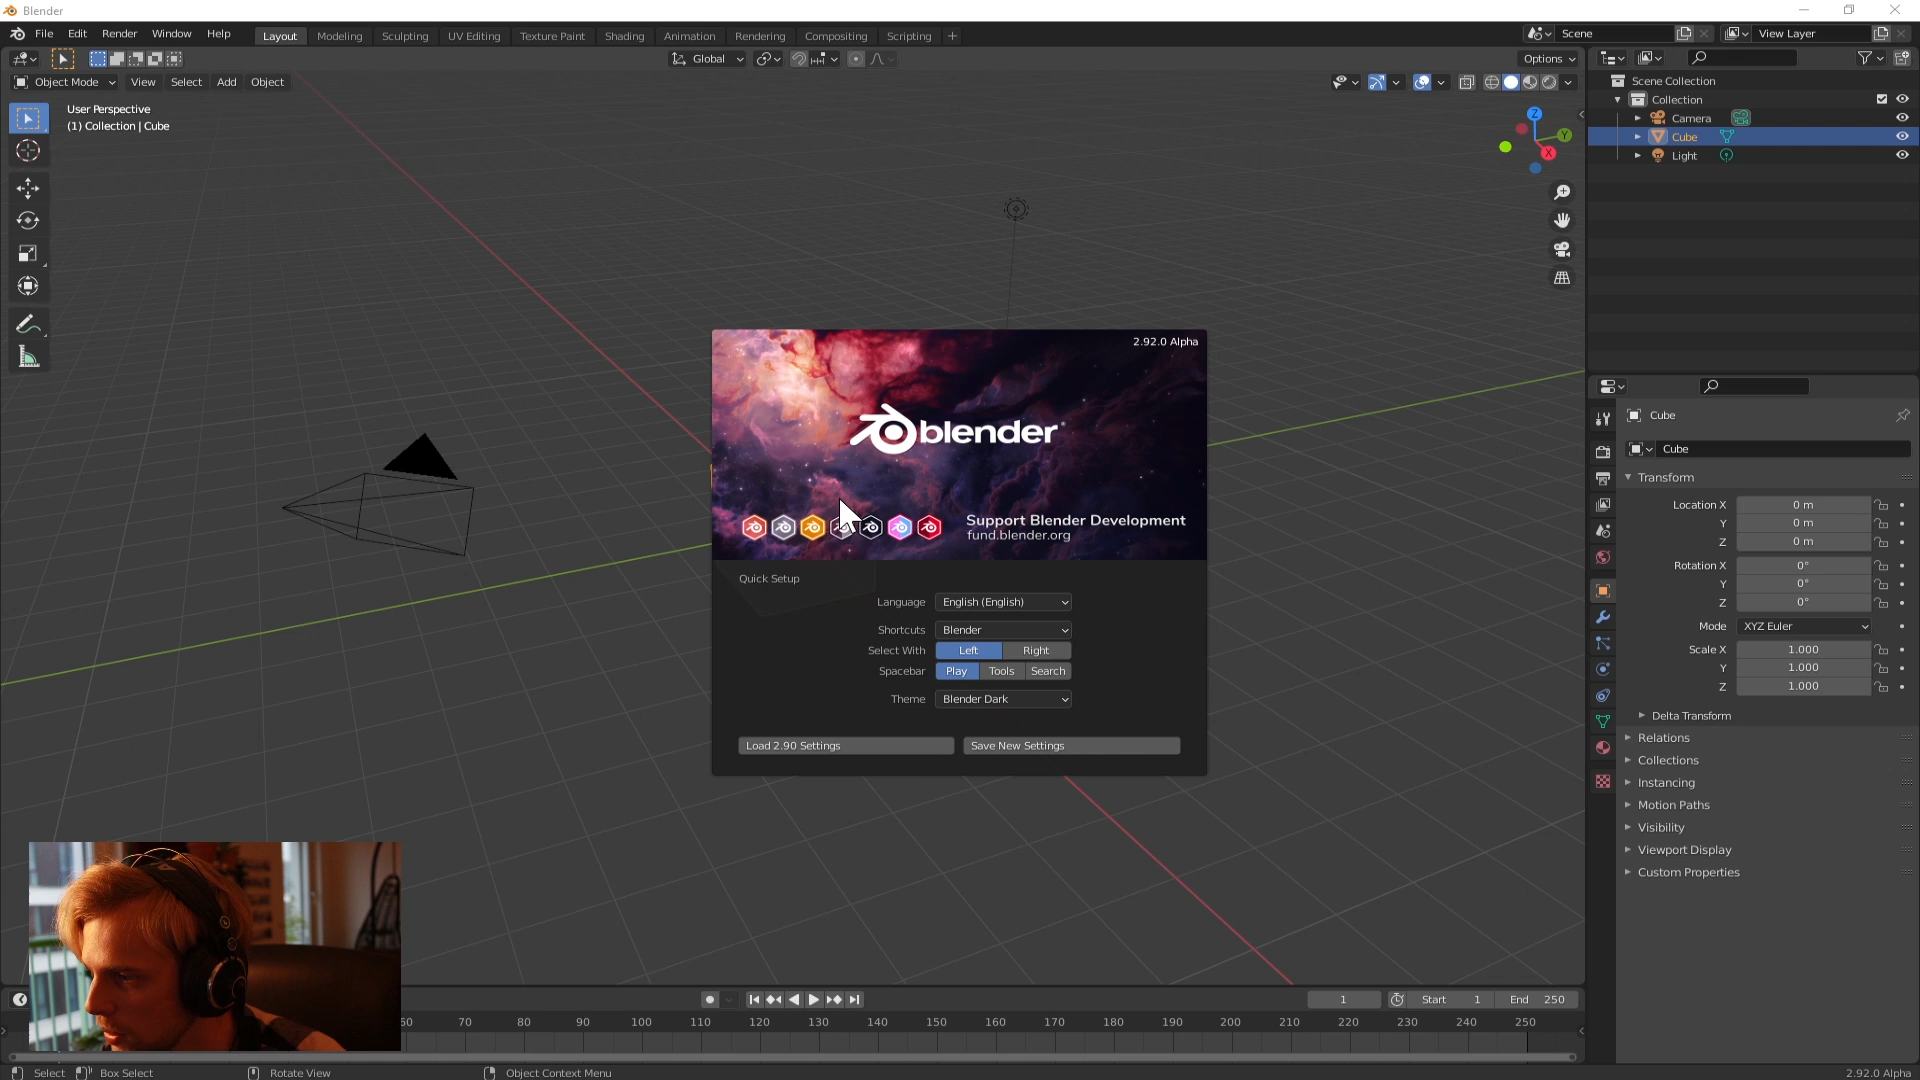 Blender
File Edit Render Window Help Layout Modeling Sculpting UV Editing Texture Paint Shading Animation Rendering Compositing Scripting + Scene View Layer
Global Options
Object Mode View Select Add Object
User Perspective
(1) Collection | Cube
Z
Y
X
Scene Collection
Collection
Camera
Cube
Light
2.92.0 Alpha
blender
Support Blender Development
fund.blender.org
Quick Setup
Language English (English)
Shortcuts Blender
Select With Left Right
Spacebar Play Tools Search
Theme Blender Dark
Load 2.90 Settings Save New Settings
Cube
Cube
Transform
Location X 0 m
Y 0 m
Z 0 m
Rotation X 0°
Y 0°
Z 0°
Mode XYZ Euler
Scale X 1.000
Y 1.000
Z 1.000
Delta Transform
Relations
Collections
Instancing
Motion Paths
Visibility
Viewport Display
Custom Properties
1 Start 1 End 250
60 70 80 90 100 110 120 130 140 150 160 170 180 190 200 210 220 230 240 250
Select Box Select Rotate View Object Context Menu 2.92.0 Alpha